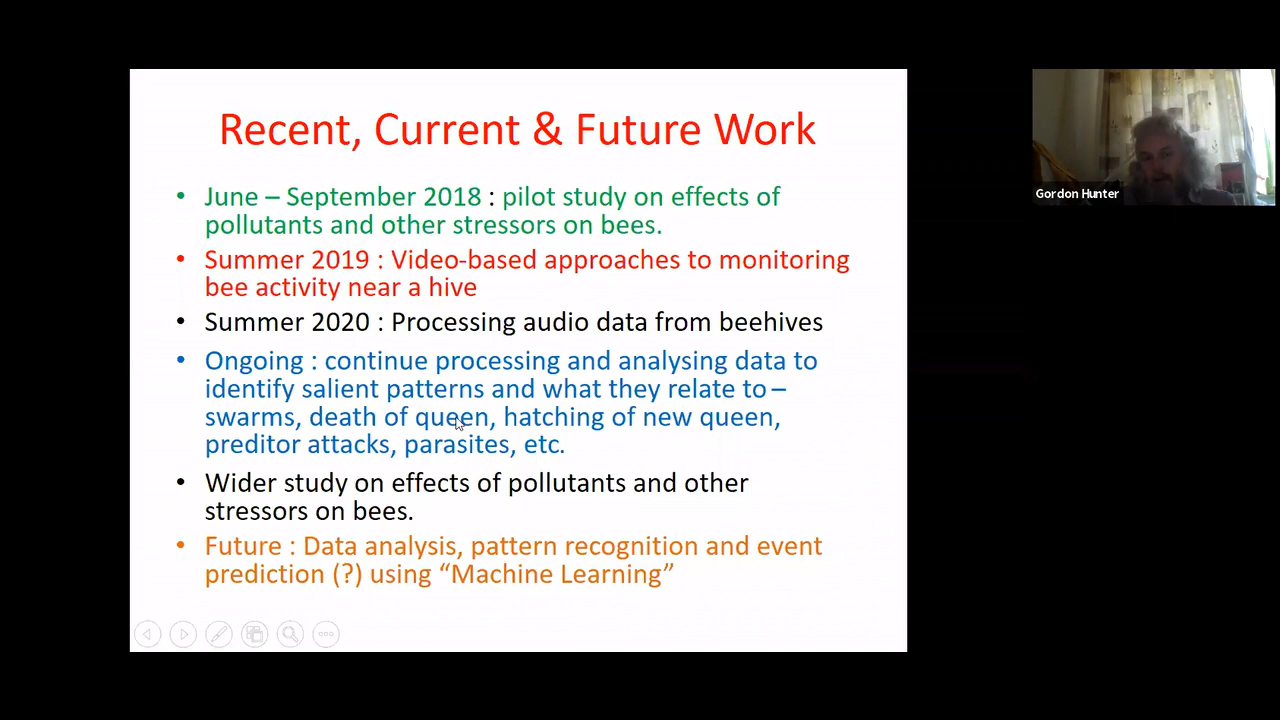 Recent, Current & Future Work
• June – September 2018 : pilot study on effects of
pollutants and other stressors on bees.
• Summer 2019 : Video-based approaches to monitoring
bee activity near a hive
• Summer 2020 : Processing audio data from beehives
• Ongoing : continue processing and analysing data to
identify salient patterns and what they relate to –
swarms, death of queen, hatching of new queen,
preditor attacks, parasites, etc.
• Wider study on effects of pollutants and other
stressors on bees.
• Future : Data analysis, pattern recognition and event
prediction (?) using “Machine Learning”
Gordon Hunter